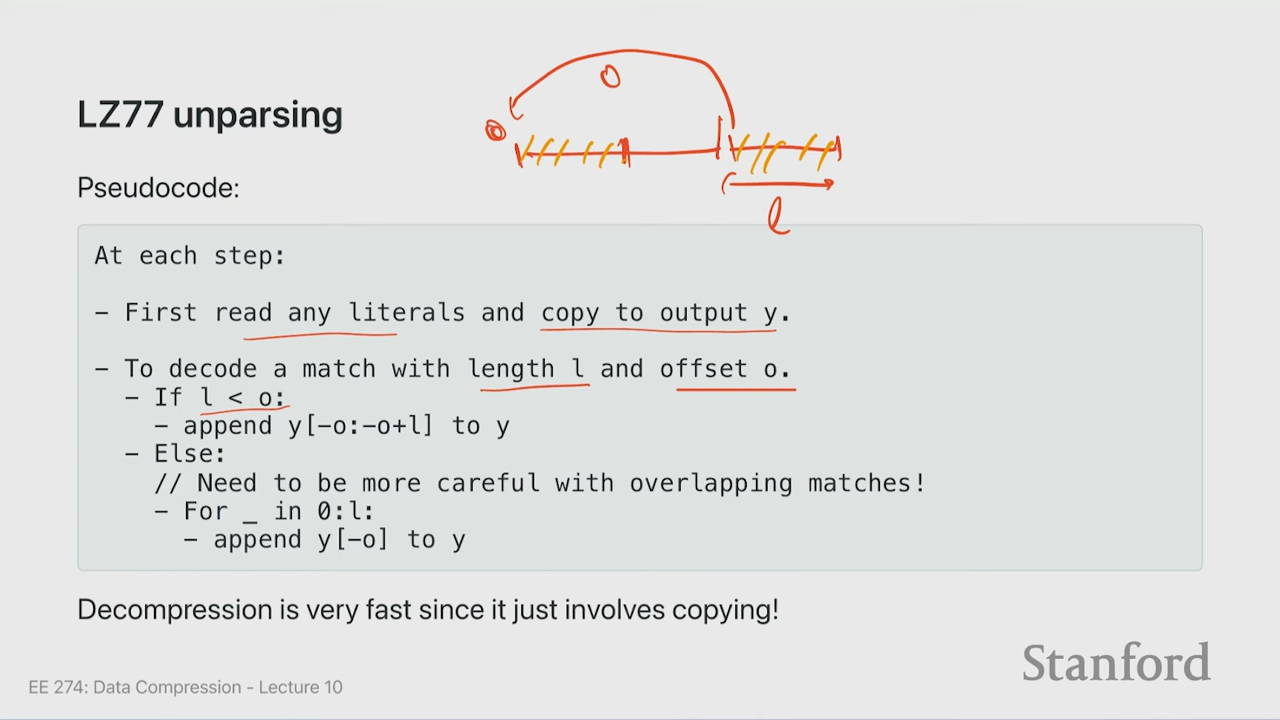 O
LZ77 unparsing
l
Pseudocode:
At each step:
- First read any literals and copy to output y.
- To decode a match with length l and offset o.
- If l < o:
- append y[-o:-o+l] to y
- Else:
// Need to be more careful with overlapping matches!
- For _ in 0:l:
- append y[-o] to y
Decompression is very fast since it just involves copying!
Stanford
EE 274: Data Compression - Lecture 10